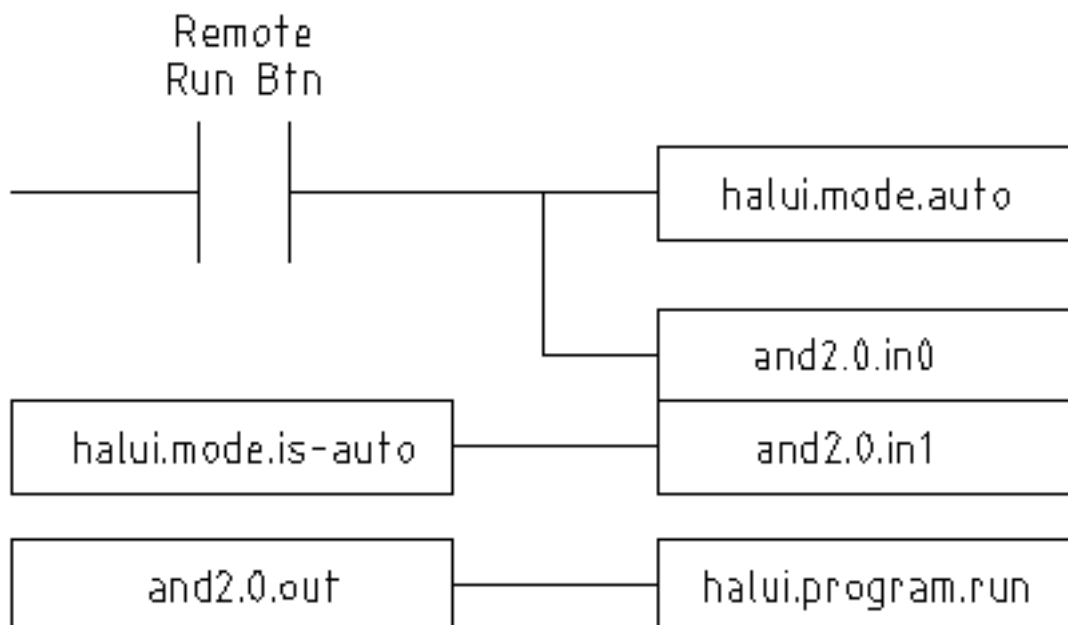 Remote
Run Btn
halui.mode.auto
and2.0.in0
halui.mode.is-auto
and2.0.in1
and2.0.out
halui.program.run